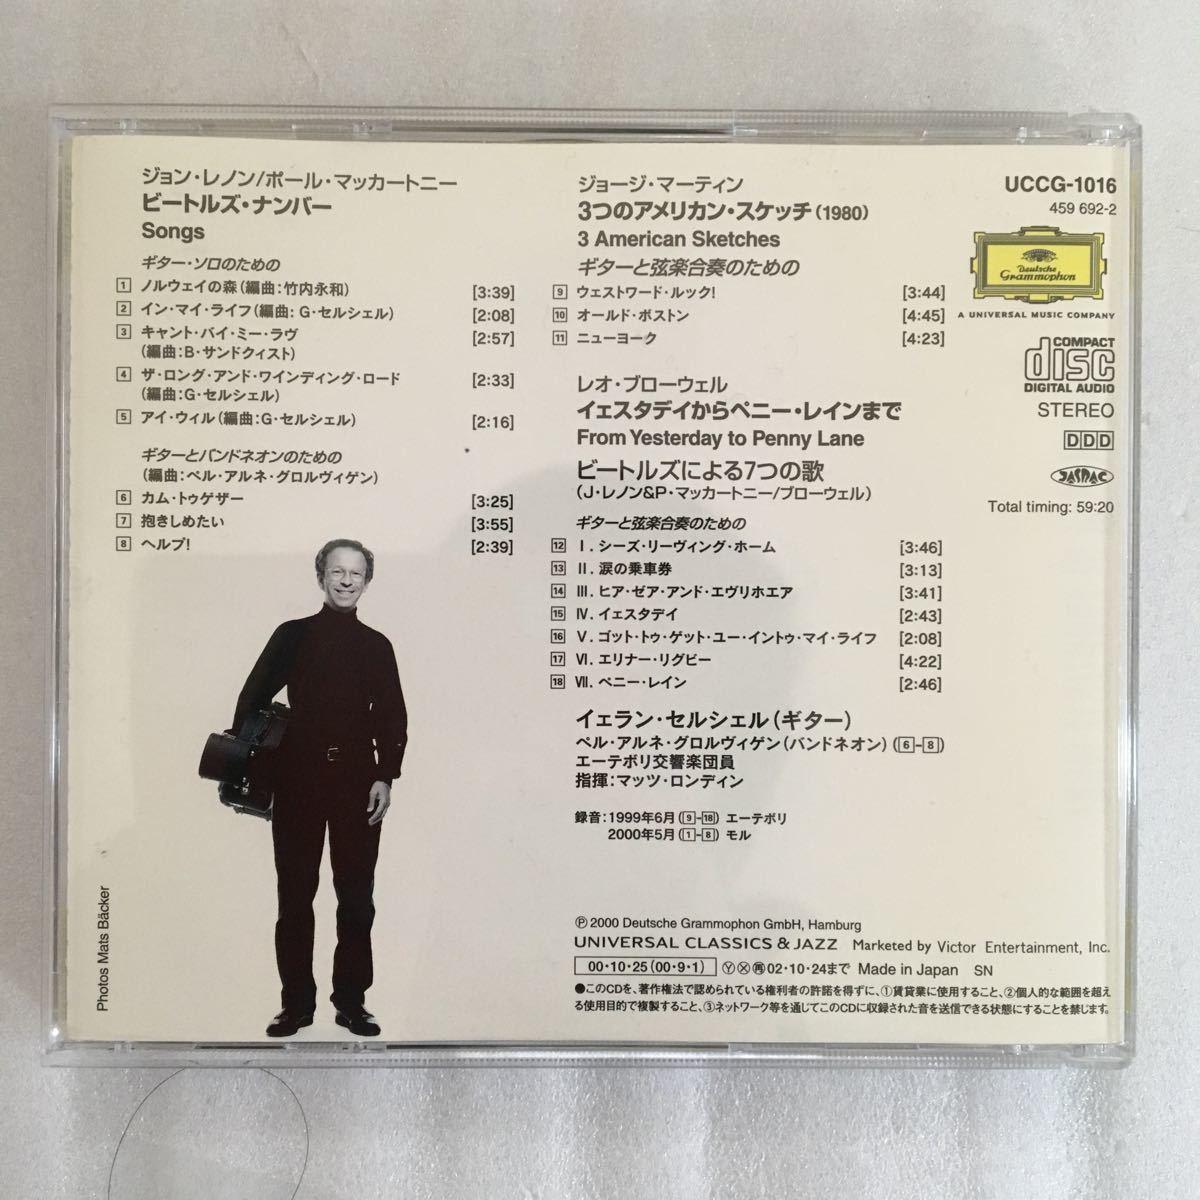 ジョン・レノン/ポール・マッカートニー
ビートルズ・ナンバー
Songs
ギター・ソロのための
1 ノルウェイの森(編曲:竹内永和) [3:39]
2 イン・マイ・ライフ(編曲: G・セルシェル) [2:08]
3 キャント・バイ・ミー・ラヴ [2:57]
(編曲:B・サンドクィスト)
4 ザ・ロング・アンド・ワインディング・ロード [2:33]
(編曲:G・セルシェル)
5 アイ・ウィル(編曲:G・セルシェル) [2:16]
ギターとバンドネオンのための
(編曲:ペル・アルネ・グロルヴィゲン)
6 カム・トゥゲザー [3:25]
7 抱きしめたい [3:55]
8 ヘルプ! [2:39]
Photos Mats Bäcker
ジョージ・マーティン
3つのアメリカン・スケッチ(1980)
3 American Sketches
ギターと弦楽合奏のための
9 ウェストワード・ルック! [3:44]
10 オールド・ボストン [4:45]
11 ニューヨーク [4:23]
レオ・ブローウェル
イェスタデイからペニー・レインまで
From Yesterday to Penny Lane
ビートルズによる7つの歌
(J・レノン&P・マッカートニー/ブローウェル)
ギターと弦楽合奏のための
12 I. シーズ・リーヴィング・ホーム [3:46]
13 II. 涙の乗車券 [3:13]
14 III. ヒア・ゼア・アンド・エヴリホエア [3:41]
15 IV. イェスタデイ [2:43]
16 V. ゴット・トゥ・ゲット・ユー・イントゥ・マイ・ライフ [2:08]
17 VI. エリナー・リグビー [4:22]
18 VII. ペニー・レイン [2:46]
イェラン・セルシェル(ギター)
ペル・アルネ・グロルヴィゲン(バンドネオン)(6-8)
エーテボリ交響楽団員
指揮:マッツ・ロンディン
録音:1999年6月(9-18) エーテボリ
2000年5月(1-8) モル
UCCG-1016
459 692-2
Deutsche
Grammophon
A UNIVERSAL MUSIC COMPANY
COMPACT
disc
DIGITAL AUDIO
STEREO
DDD
JASRAC
Total timing: 59:20
℗ 2000 Deutsche Grammophon GmbH, Hamburg
UNIVERSAL CLASSICS & JAZZ Marketed by Victor Entertainment, Inc.
00・10・25(00・9・1) Ⓨ Ⓧ ㊢ 02・10・24まで Made in Japan SN
●このCDを、著作権法で認められている権利者の許諾を得ずに、①賃貸業に使用すること、②個人的な範囲を超え
る使用目的で複製すること、③ネットワーク等を通じてこのCDに収録された音を送信できる状態にすることを禁じます。